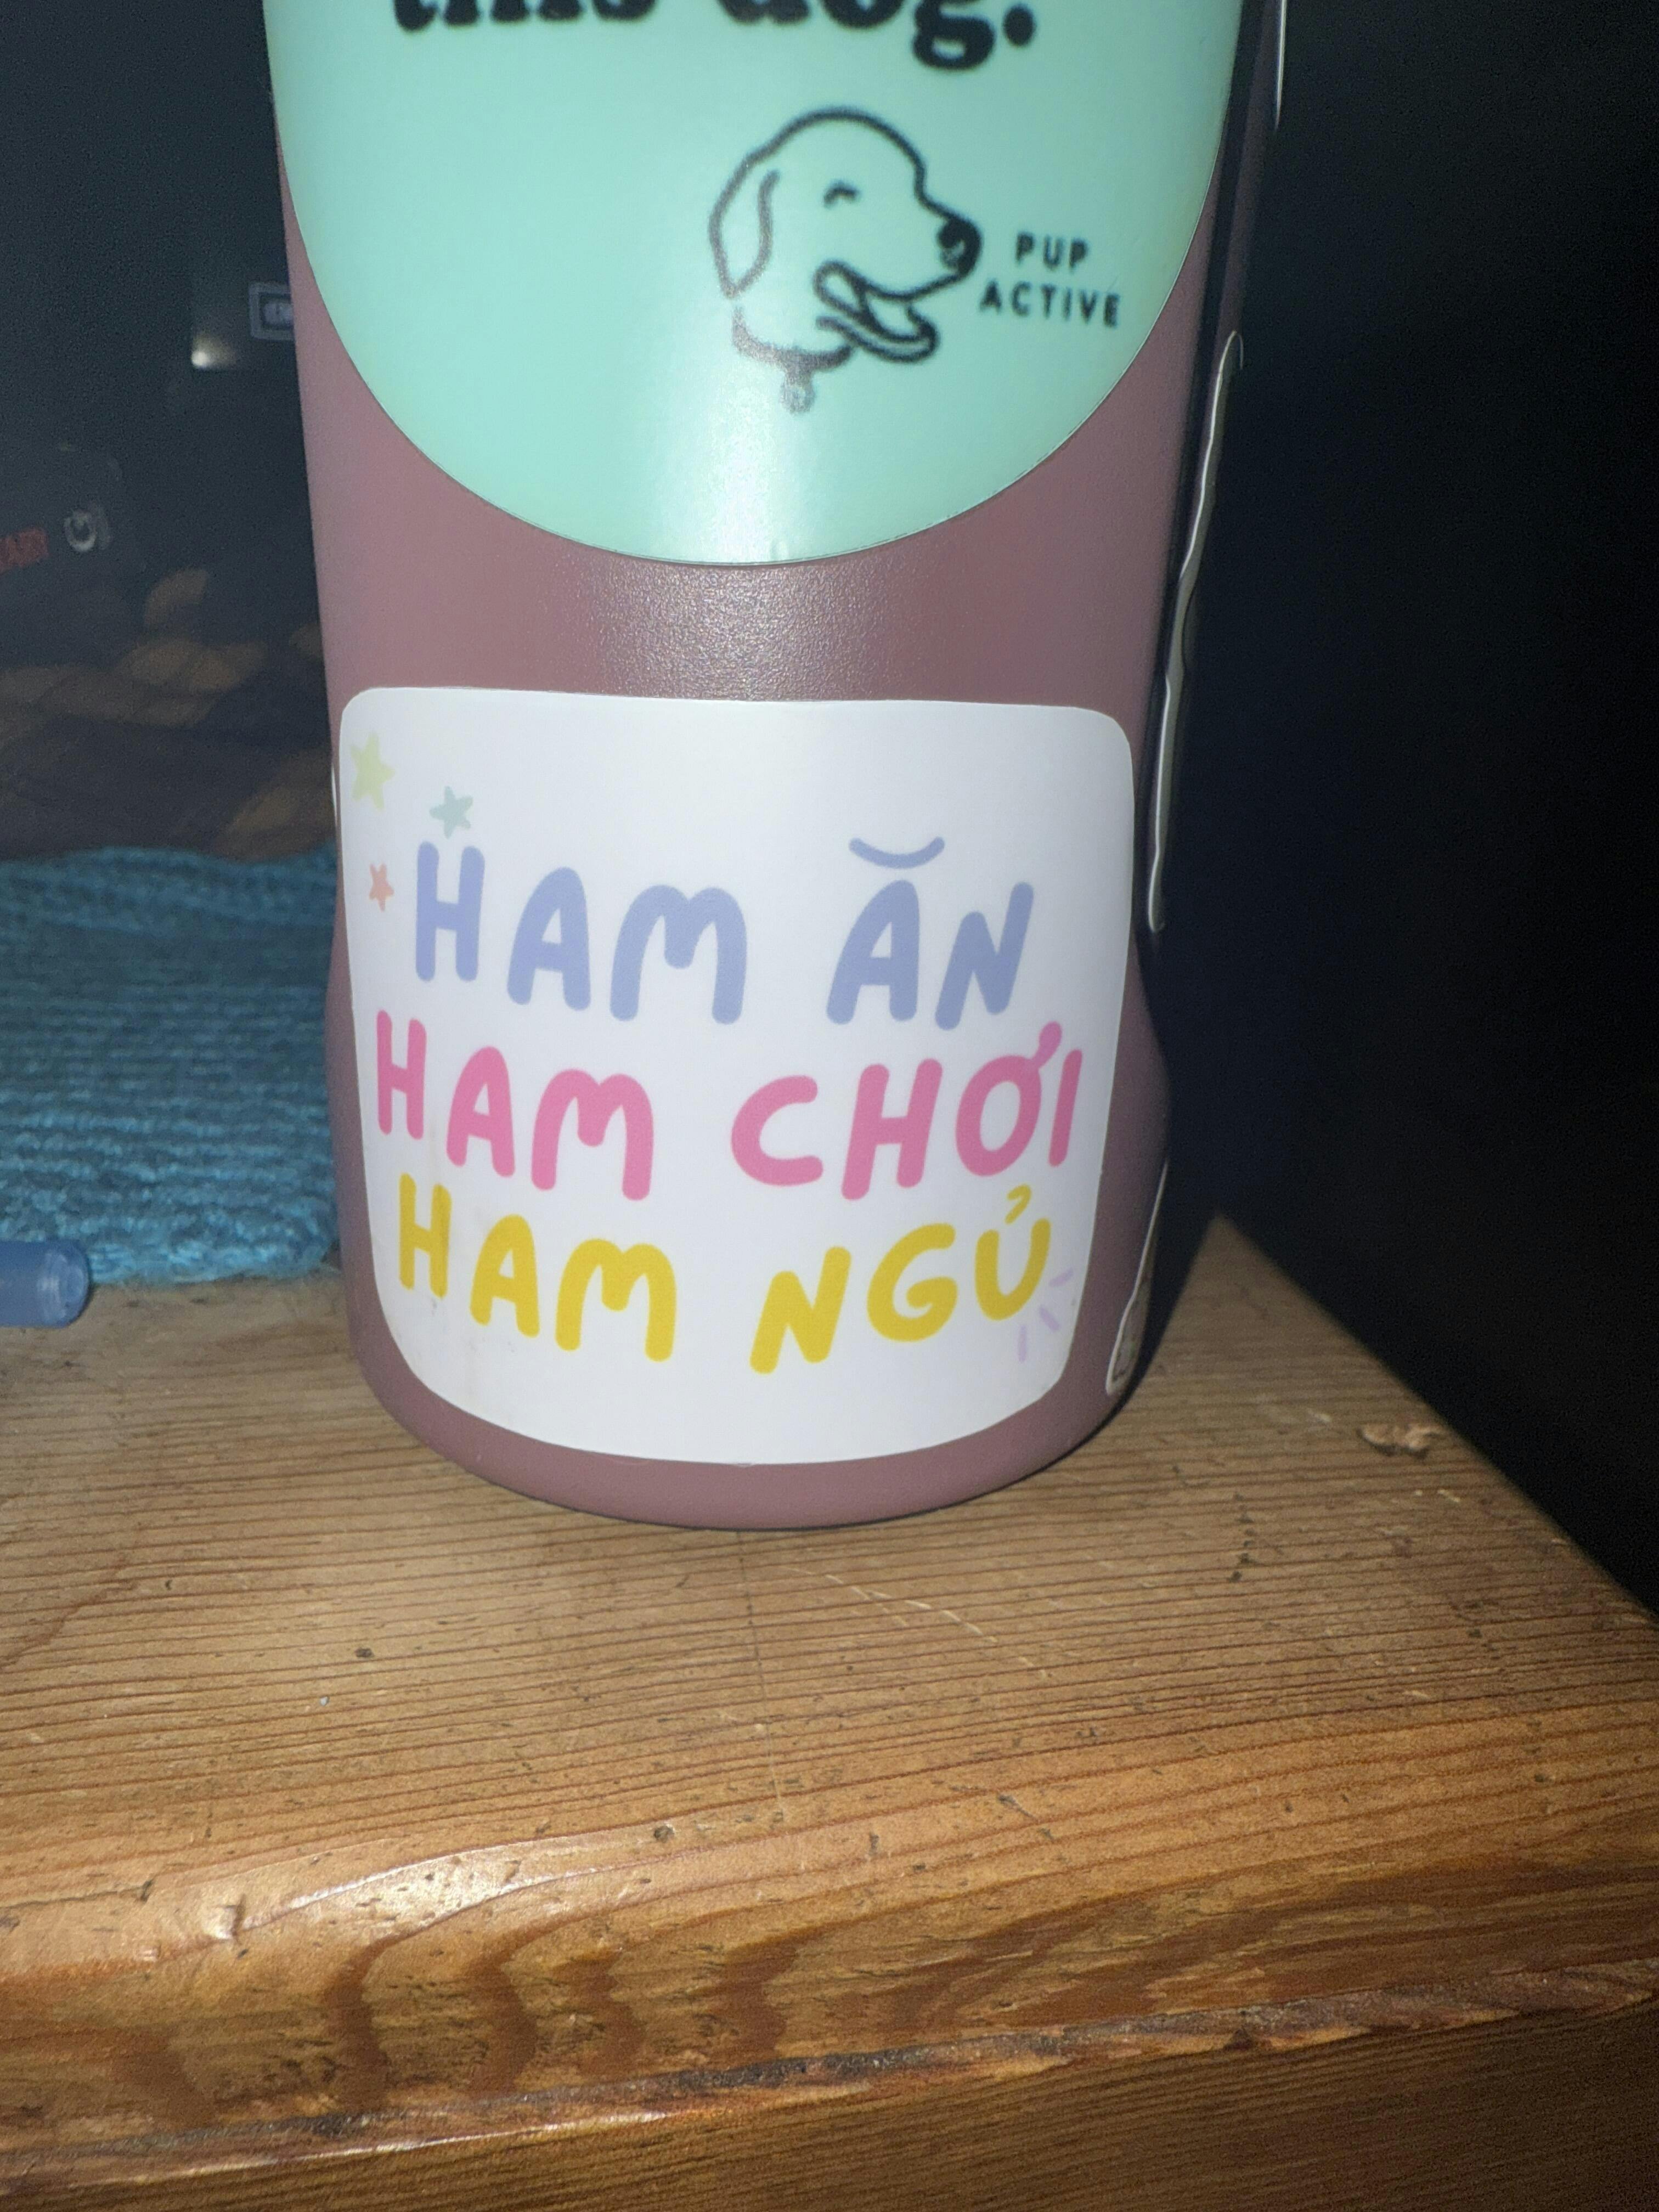 this dog.
PUP
ACTIVE
HAM ĂN
HAM CHƠI
HAM NGỦ